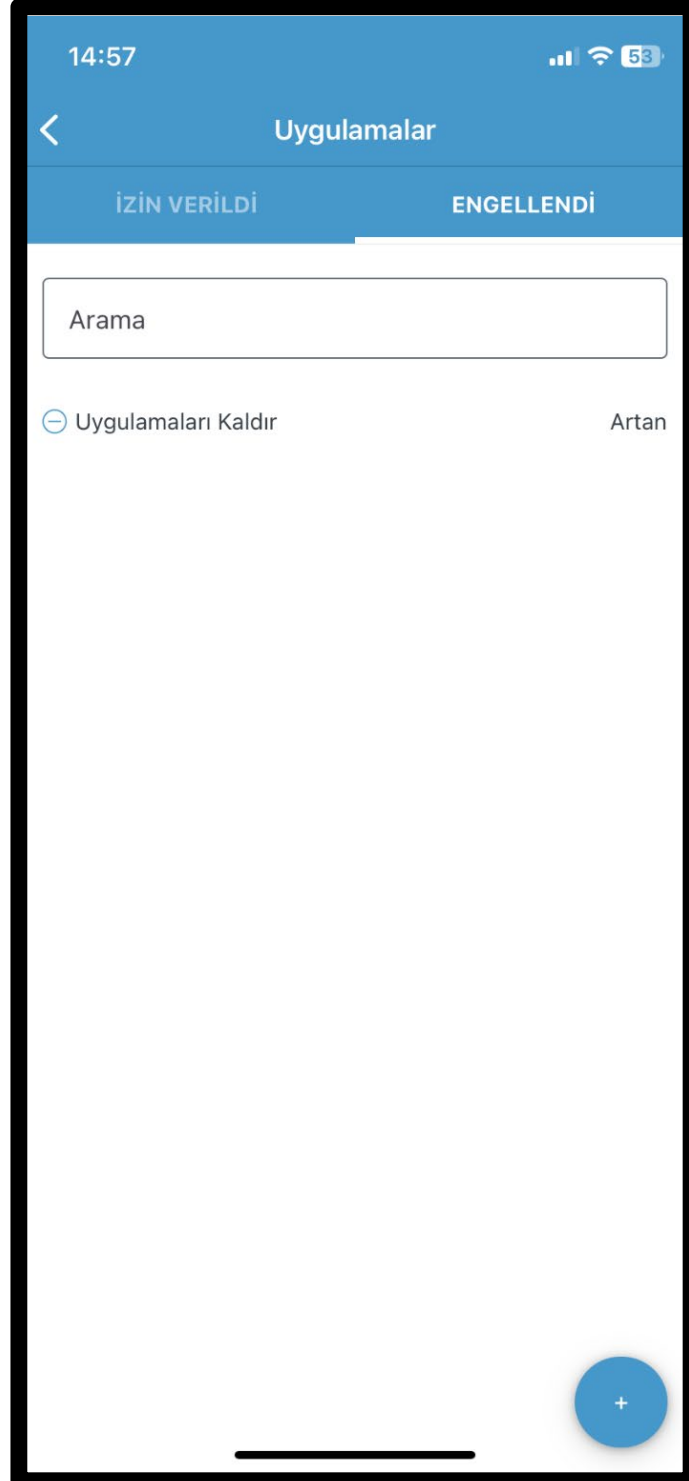 14:57
53
Uygulamalar
İZİN VERİLDİ
ENGELLENDİ
Arama
Uygulamaları Kaldır
Artan
+